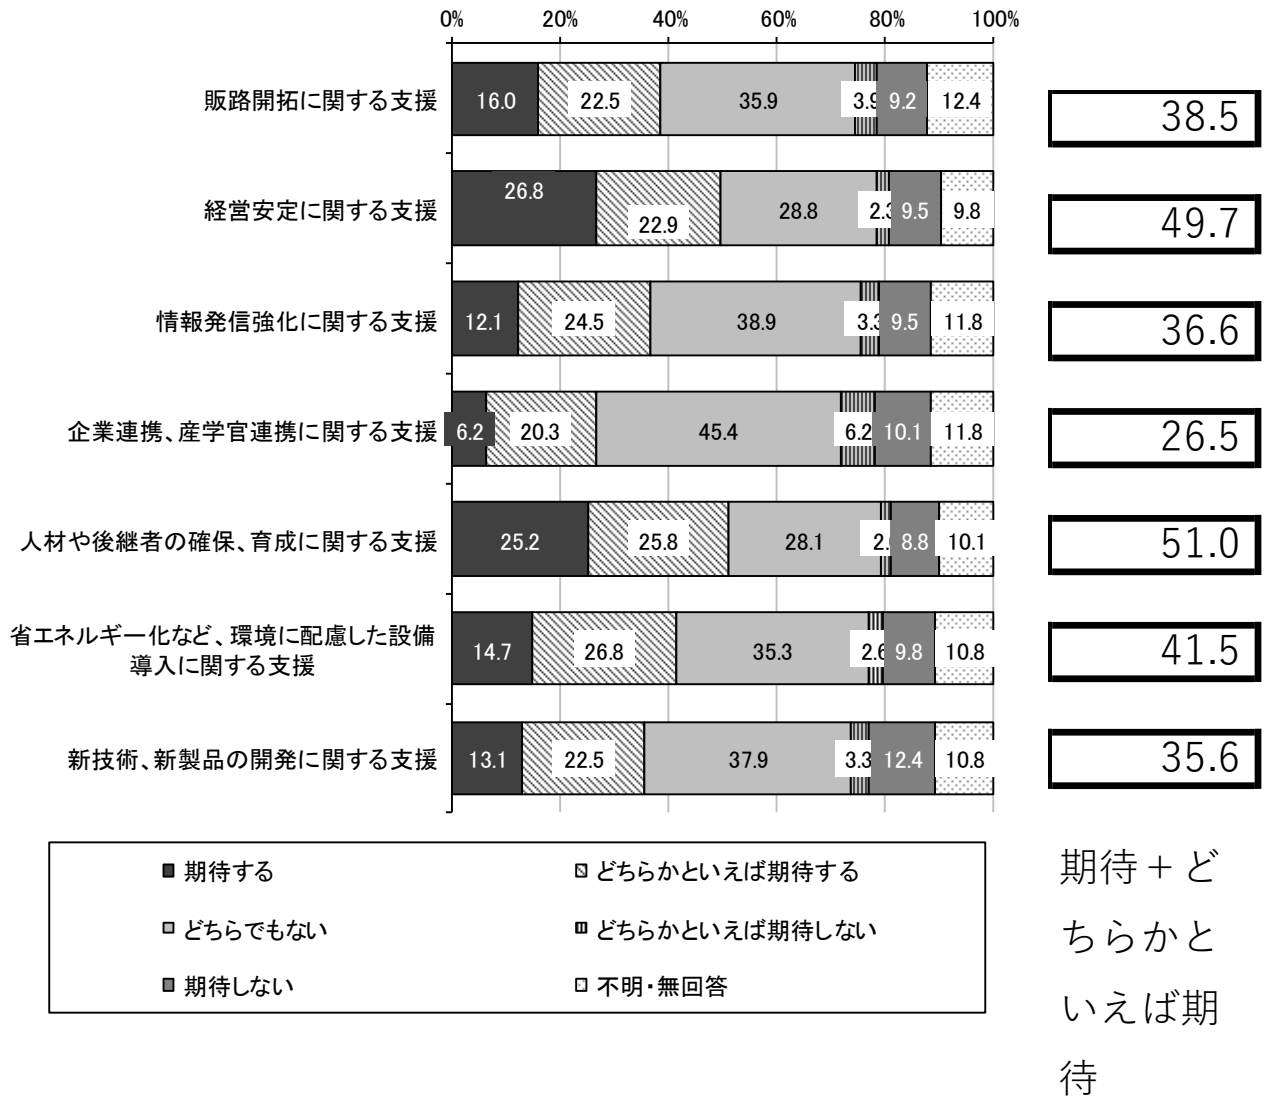 0% 20% 40% 60% 80% 100%
販路開拓に関する支援 16.0 22.5 35.9 3.9 9.2 12.4 38.5
経営安定に関する支援 26.8 22.9 28.8 2.3 9.5 9.8 49.7
情報発信強化に関する支援 12.1 24.5 38.9 3.3 9.5 11.8 36.6
企業連携、産学官連携に関する支援 6.2 20.3 45.4 6.2 10.1 11.8 26.5
人材や後継者の確保、育成に関する支援 25.2 25.8 28.1 8.8 10.1 51.0
省エネルギー化など、環境に配慮した設備
導入に関する支援 14.7 26.8 35.3 2.6 9.8 10.8 41.5
新技術、新製品の開発に関する支援 13.1 22.5 37.9 3.3 12.4 10.8 35.6
期待する どちらかといえば期待する
どちらでもない どちらかといえば期待しない
期待しない 不明・無回答
期待＋ど
ちらかと
いえば期
待